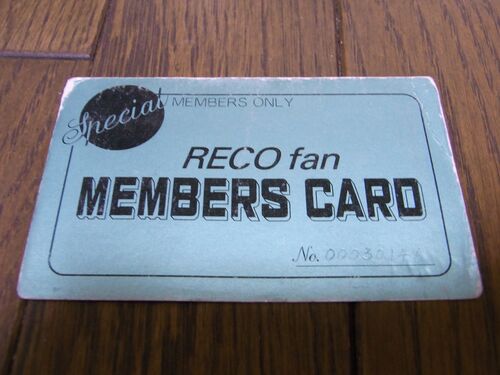 Special MEMBERS ONLY
RECO fan
MEMBERS CARD
No.